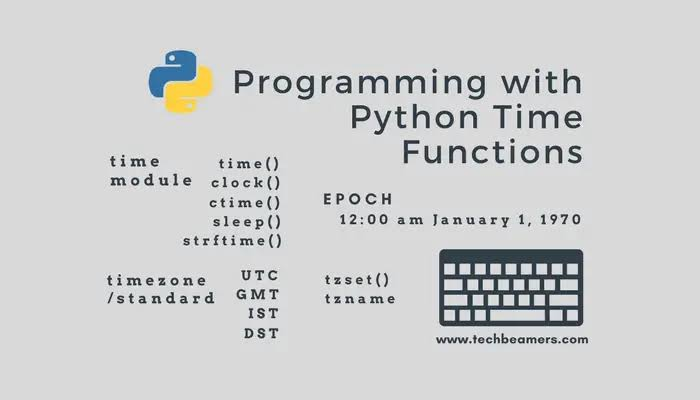 Programming with
Python Time
Functions
time
module
time()
clock()
ctime()
sleep()
strftime()
EPOCH
12:00 am January 1, 1970
timezone
/standard
UTC
GMT
IST
DST
tzset()
tzname
www.techbeamers.com